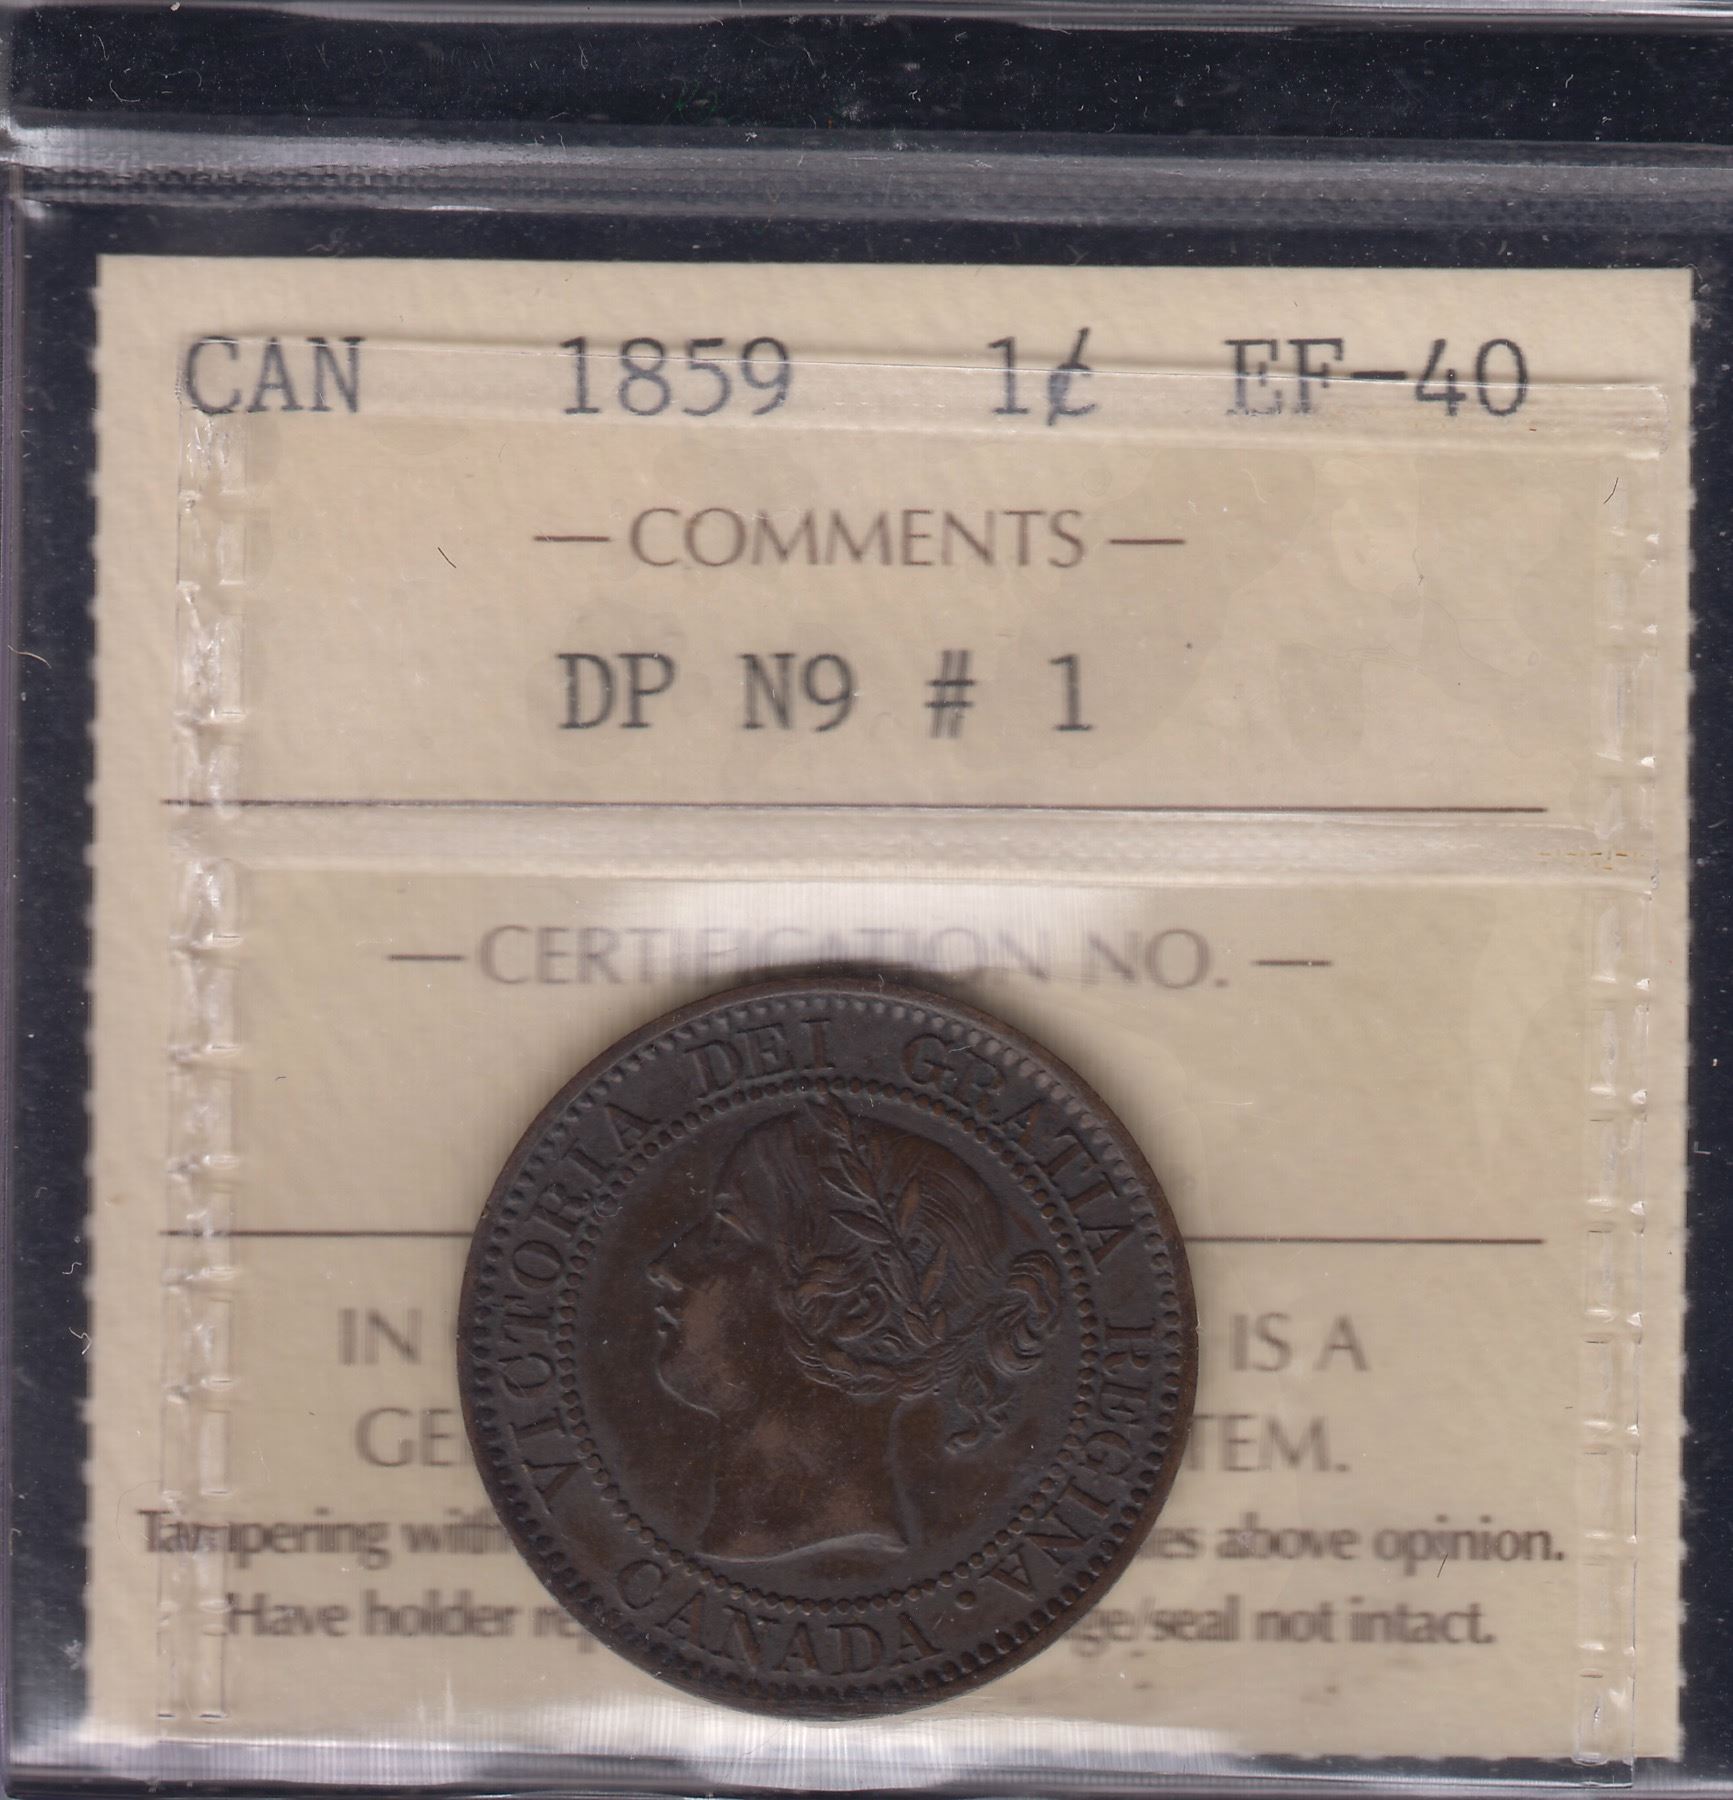 CAN 1859 1¢ EF-40
— COMMENTS —
DP N9 # 1
— CERTIFICATION NO. —
VICTORIA DEI GRATIA REGINA.
CANADA
IN IS A
GE TEM.
Tampering with es above opinion.
Have holder rep ge/seal not intact.